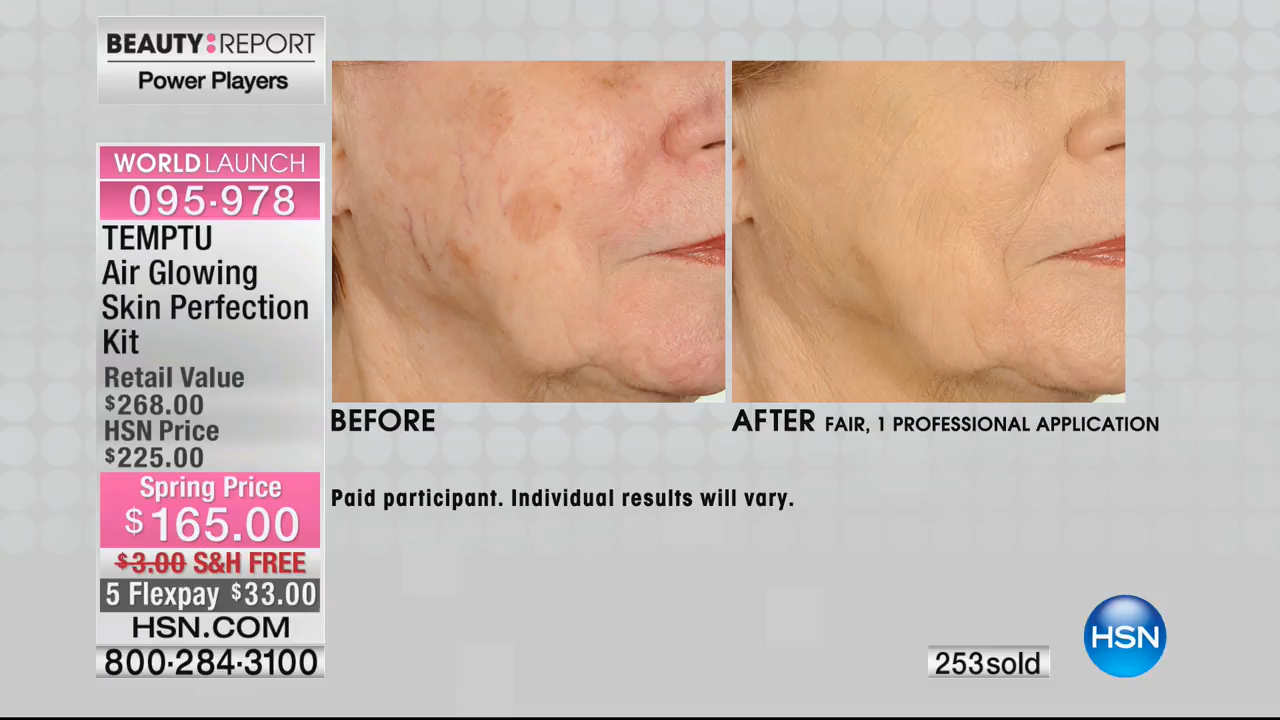 BEAUTY:REPORT
Power Players
WORLD LAUNCH
095·978
TEMPTU
Air Glowing
Skin Perfection
Kit
Retail Value
$268.00
HSN Price
$225.00
Spring Price
$165.00
$3.00 S&H FREE
5 Flexpay $33.00
HSN.COM
800·284·3100
BEFORE
AFTER FAIR, 1 PROFESSIONAL APPLICATION
Paid participant. Individual results will vary.
253 sold
HSN